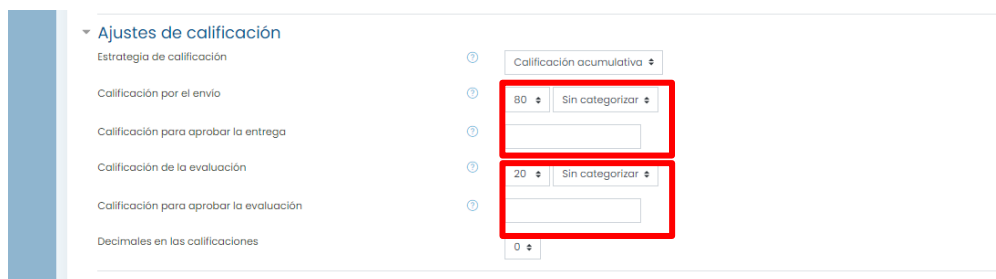 Ajustes de calificación
Estrategia de calificación ? Calificación acumulativa
Calificación por el envío ? 80 Sin categorizar
Calificación para aprobar la entrega ?
Calificación de la evaluación ? 20 Sin categorizar
Calificación para aprobar la evaluación ?
Decimales en las calificaciones 0